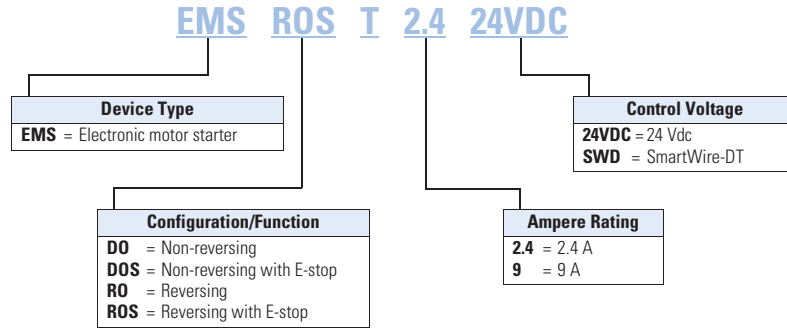 EMS ROS T 2.4 24VDC
Device Type
EMS = Electronic motor starter
Control Voltage
24VDC = 24 Vdc
SWD = SmartWire-DT
Configuration/Function
DO = Non-reversing
DOS = Non-reversing with E-stop
RO = Reversing
ROS = Reversing with E-stop
Ampere Rating
2.4 = 2.4 A
9 = 9 A